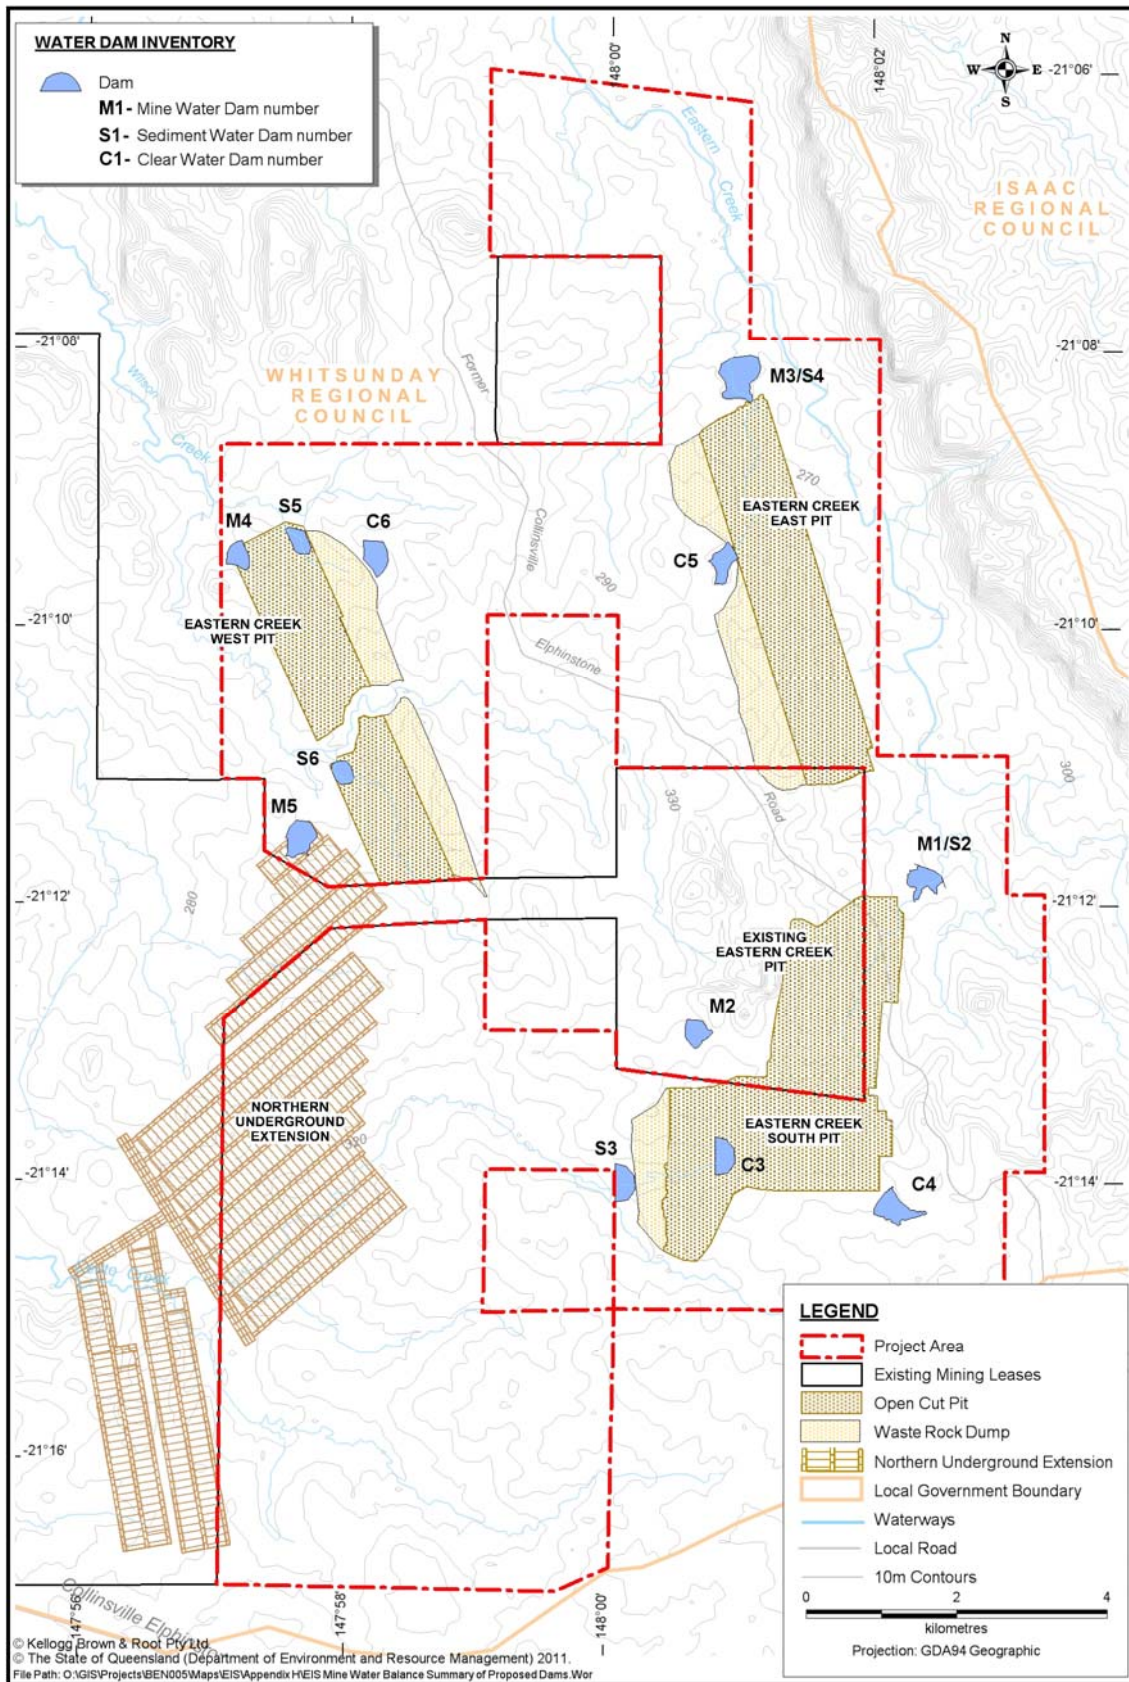 WATER DAM INVENTORY
Dam
M1- Mine Water Dam number
S1- Sediment Water Dam number
C1- Clear Water Dam number
148°00'
148°02'
N
W E
S
-21°06'
Eastern
Creek
ISAAC
REGIONAL
COUNCIL
-21°08'
-21°08'
Wilson
Creek
WHITSUNDAY
REGIONAL
COUNCIL
Former
M3/S4
270
EASTERN CREEK
EAST PIT
S5
M4
C6
Collinsville
C5
290
-21°10'
-21°10'
EASTERN CREEK
WEST PIT
Elphinstone
S6
330
Road
300
M5
M1/S2
280
-21°12'
-21°12'
EXISTING
EASTERN CREEK
PIT
M2
NORTHERN
UNDERGROUND
EXTENSION
EASTERN CREEK
SOUTH PIT
S3
C3
-21°14'
-21°14'
C4
Creek
LEGEND
Project Area
Existing Mining Leases
Open Cut Pit
Waste Rock Dump
Northern Underground Extension
Local Government Boundary
Waterways
Local Road
10m Contours
0 2 4
kilometres
Projection: GDA94 Geographic
-21°16'
147°56'
147°58'
148°00'
Collinsville Elphinstone
© Kellogg Brown & Root Pty Ltd
© The State of Queensland (Department of Environment and Resource Management) 2011.
File Path: O:\GIS\Projects\BEN005\Maps\EIS\Appendix H\EIS Mine Water Balance Summary of Proposed Dams.Wor